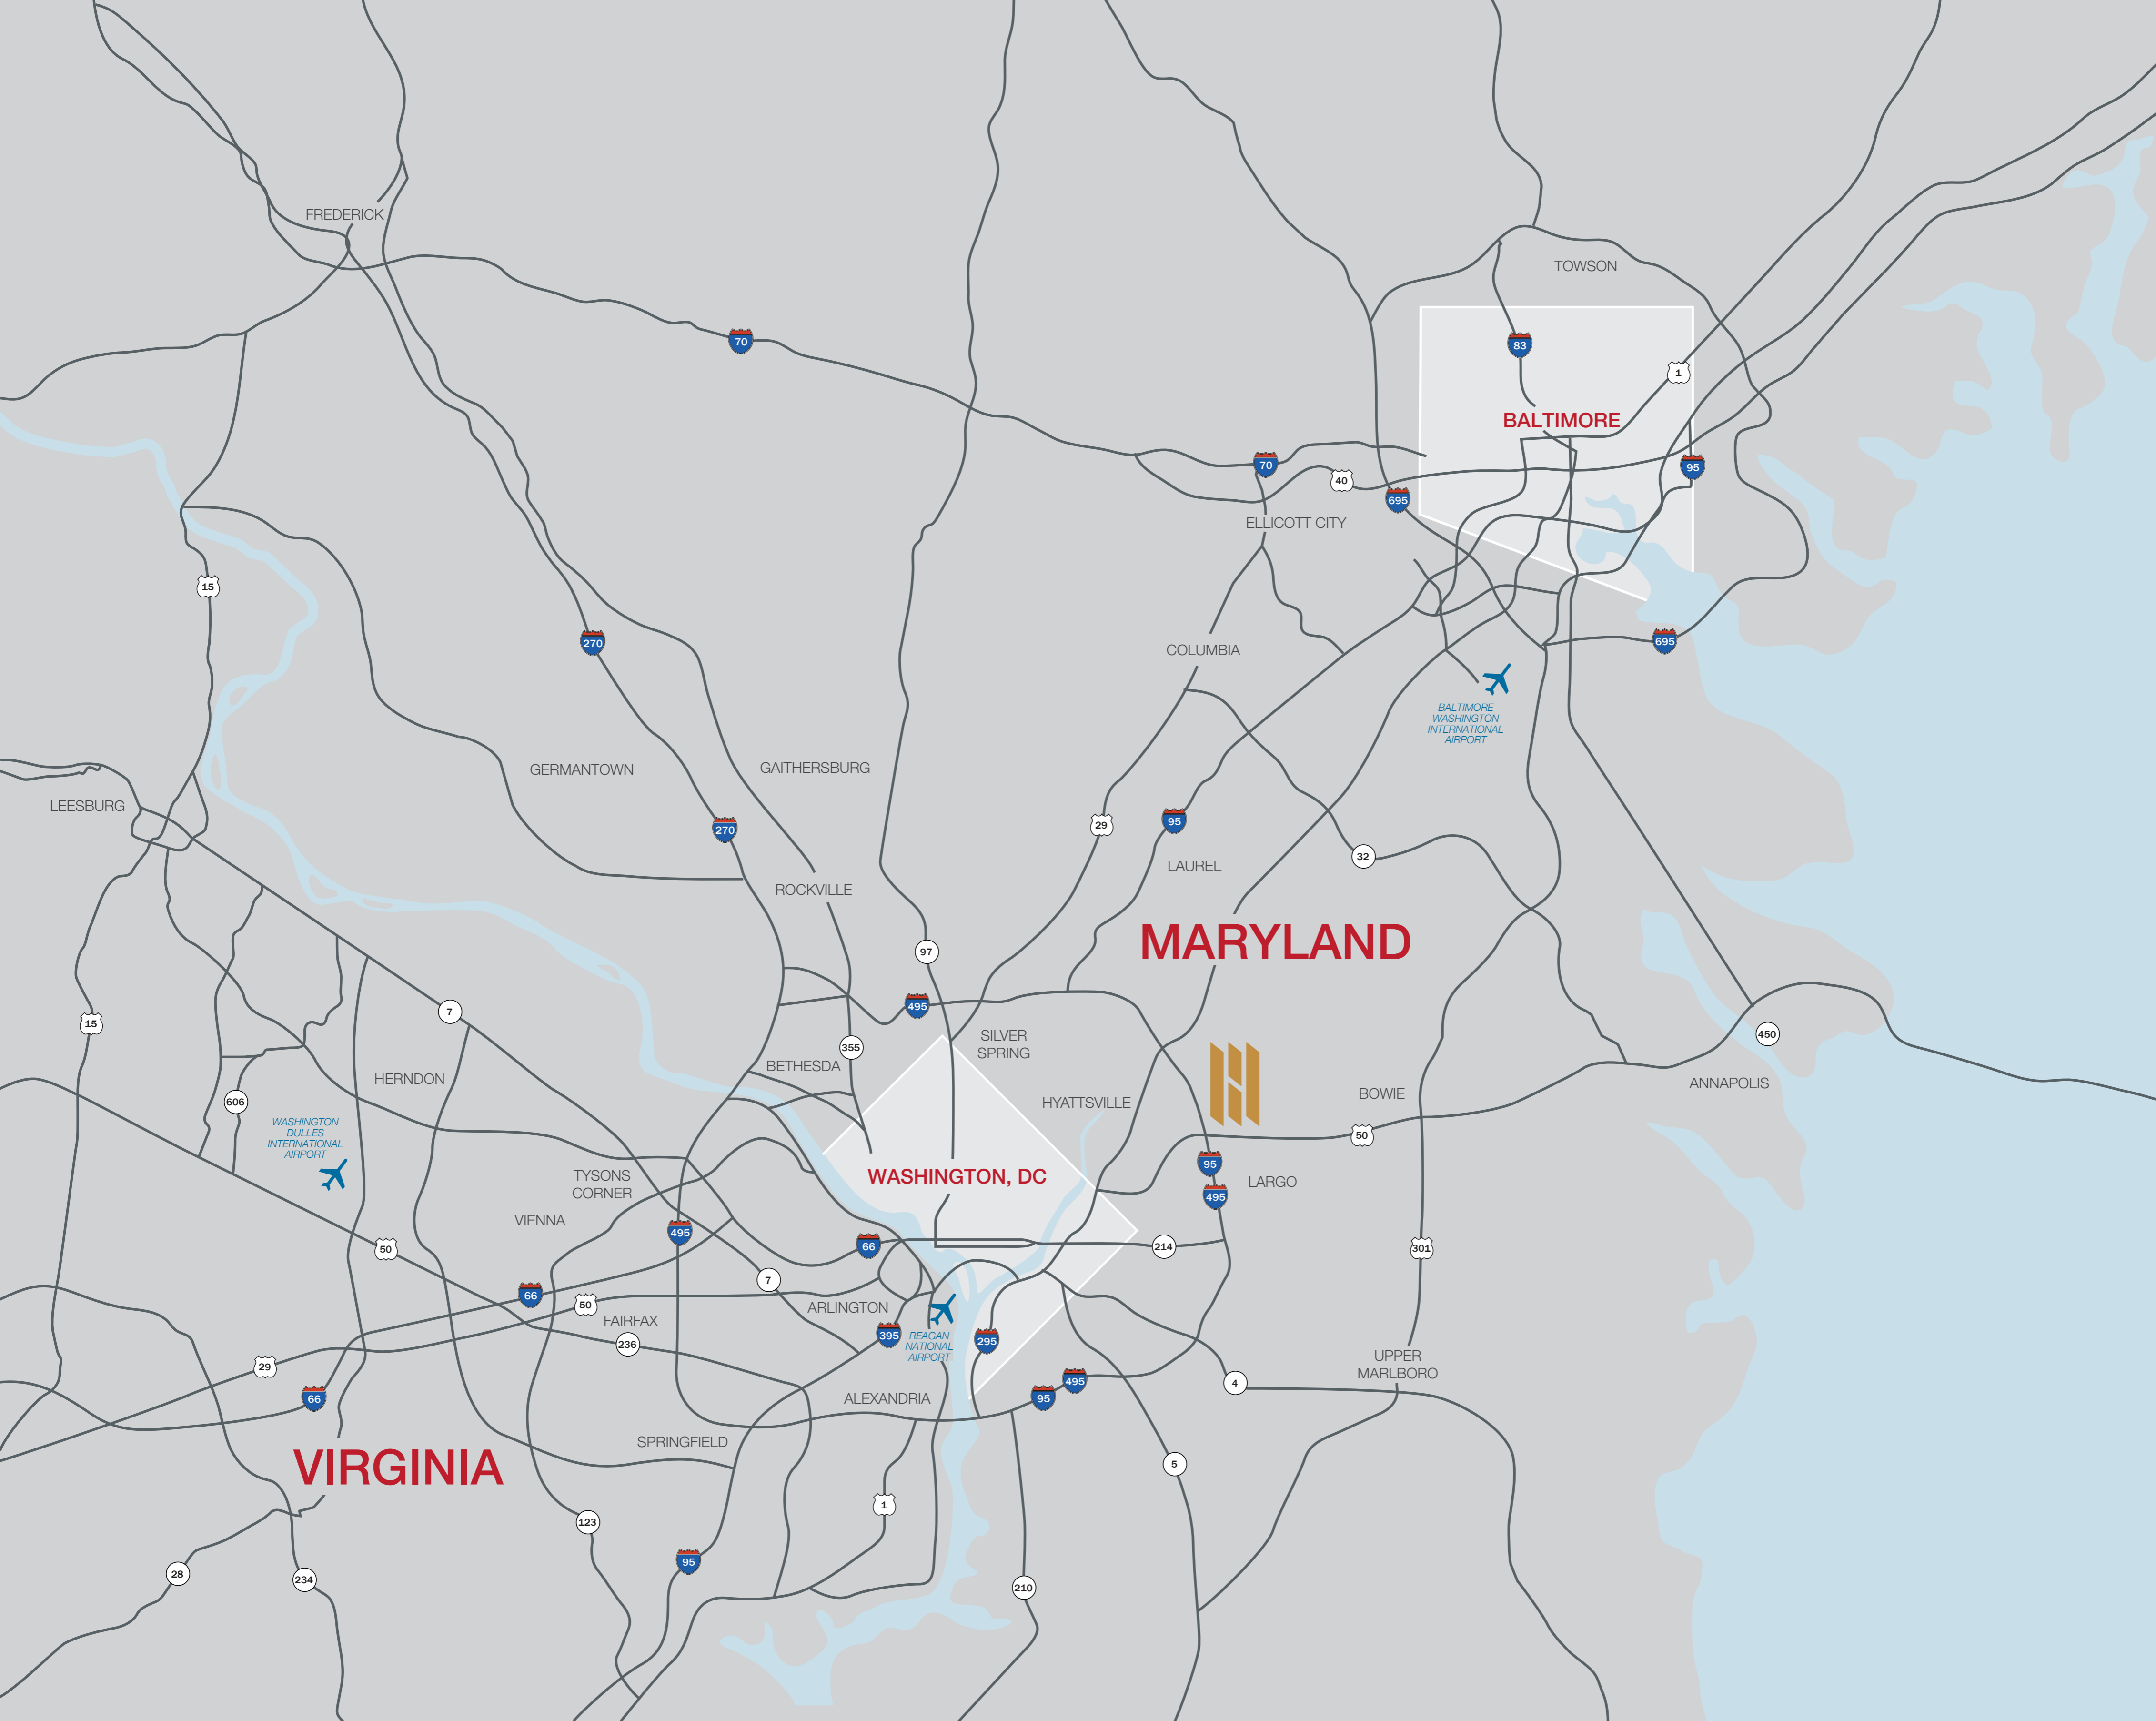 FREDERICK
TOWSON
70
83
1
BALTIMORE
70
40
95
695
ELLICOTT CITY
15
270
695
COLUMBIA
BALTIMORE
WASHINGTON
INTERNATIONAL
AIRPORT
GERMANTOWN
GAITHERSBURG
LEESBURG
270
29
95
32
LAUREL
ROCKVILLE
MARYLAND
97
495
7
15
450
SILVER
SPRING
355
BETHESDA
HERNDON
ANNAPOLIS
BOWIE
606
HYATTSVILLE
WASHINGTON
DULLES
INTERNATIONAL
AIRPORT
50
95
TYSONS
CORNER
WASHINGTON, DC
LARGO
495
VIENNA
495
50
66
214
301
7
66
50
ARLINGTON
FAIRFAX
236
395
REAGAN
NATIONAL
AIRPORT
295
29
UPPER
MARLBORO
66
495
4
95
ALEXANDRIA
SPRINGFIELD
VIRGINIA
5
1
123
95
28
234
210